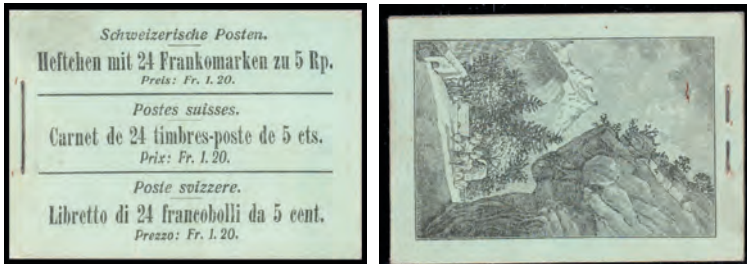 Schweizerische Posten.
Heftchen mit 24 Frankomarken zu 5 Rp.
Preis: Fr. 1. 20.
Postes suisses.
Carnet de 24 timbres-poste de 5 cts.
Prix: Fr. 1. 20.
Poste svizzere.
Libretto di 24 francobolli da 5 cent.
Prezzo: Fr. 1. 20.